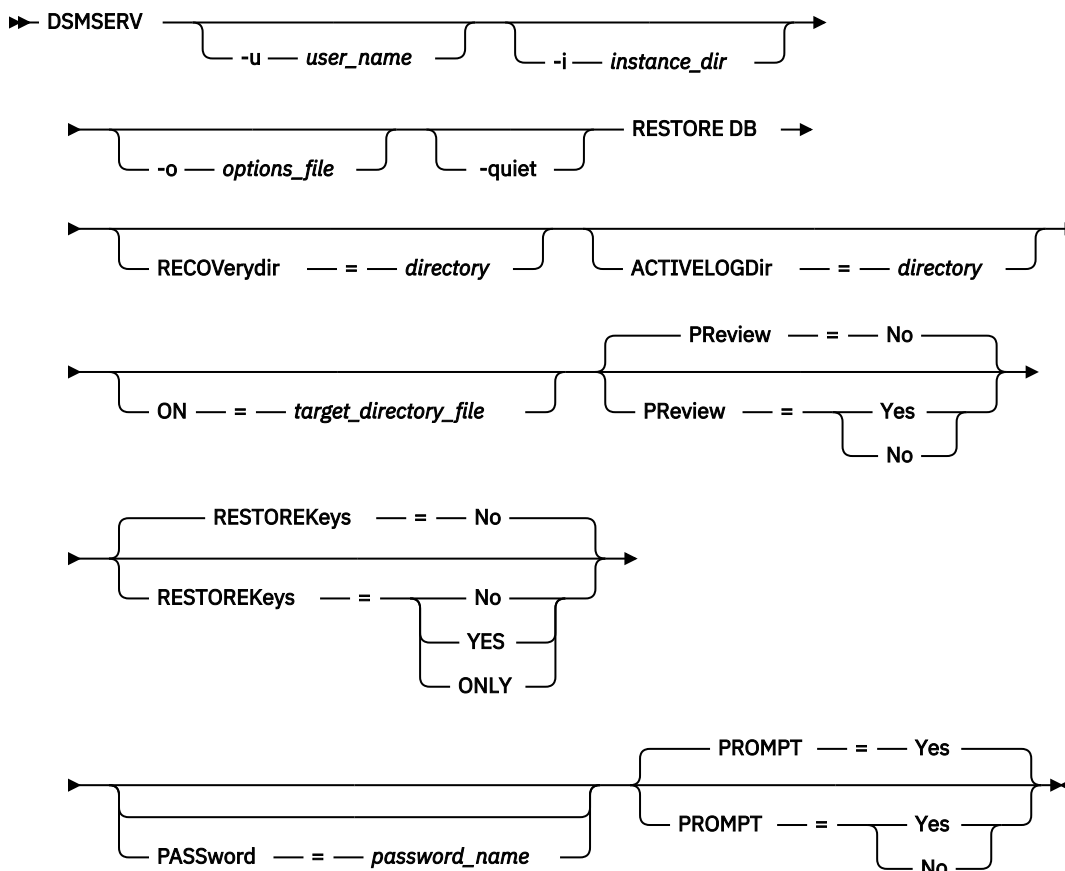 DSMSERV
-u user_name -i instance_dir
-o options_file -quiet RESTORE DB
RECOVerydir = directory ACTIVELOGDir = directory
PReview = No
ON = target_directory_file PReview = Yes
No
RESTOREKeys = No
RESTOREKeys = No
YES
ONLY
PROMPT = Yes
PROMPT = Yes
PASSword = password_name No